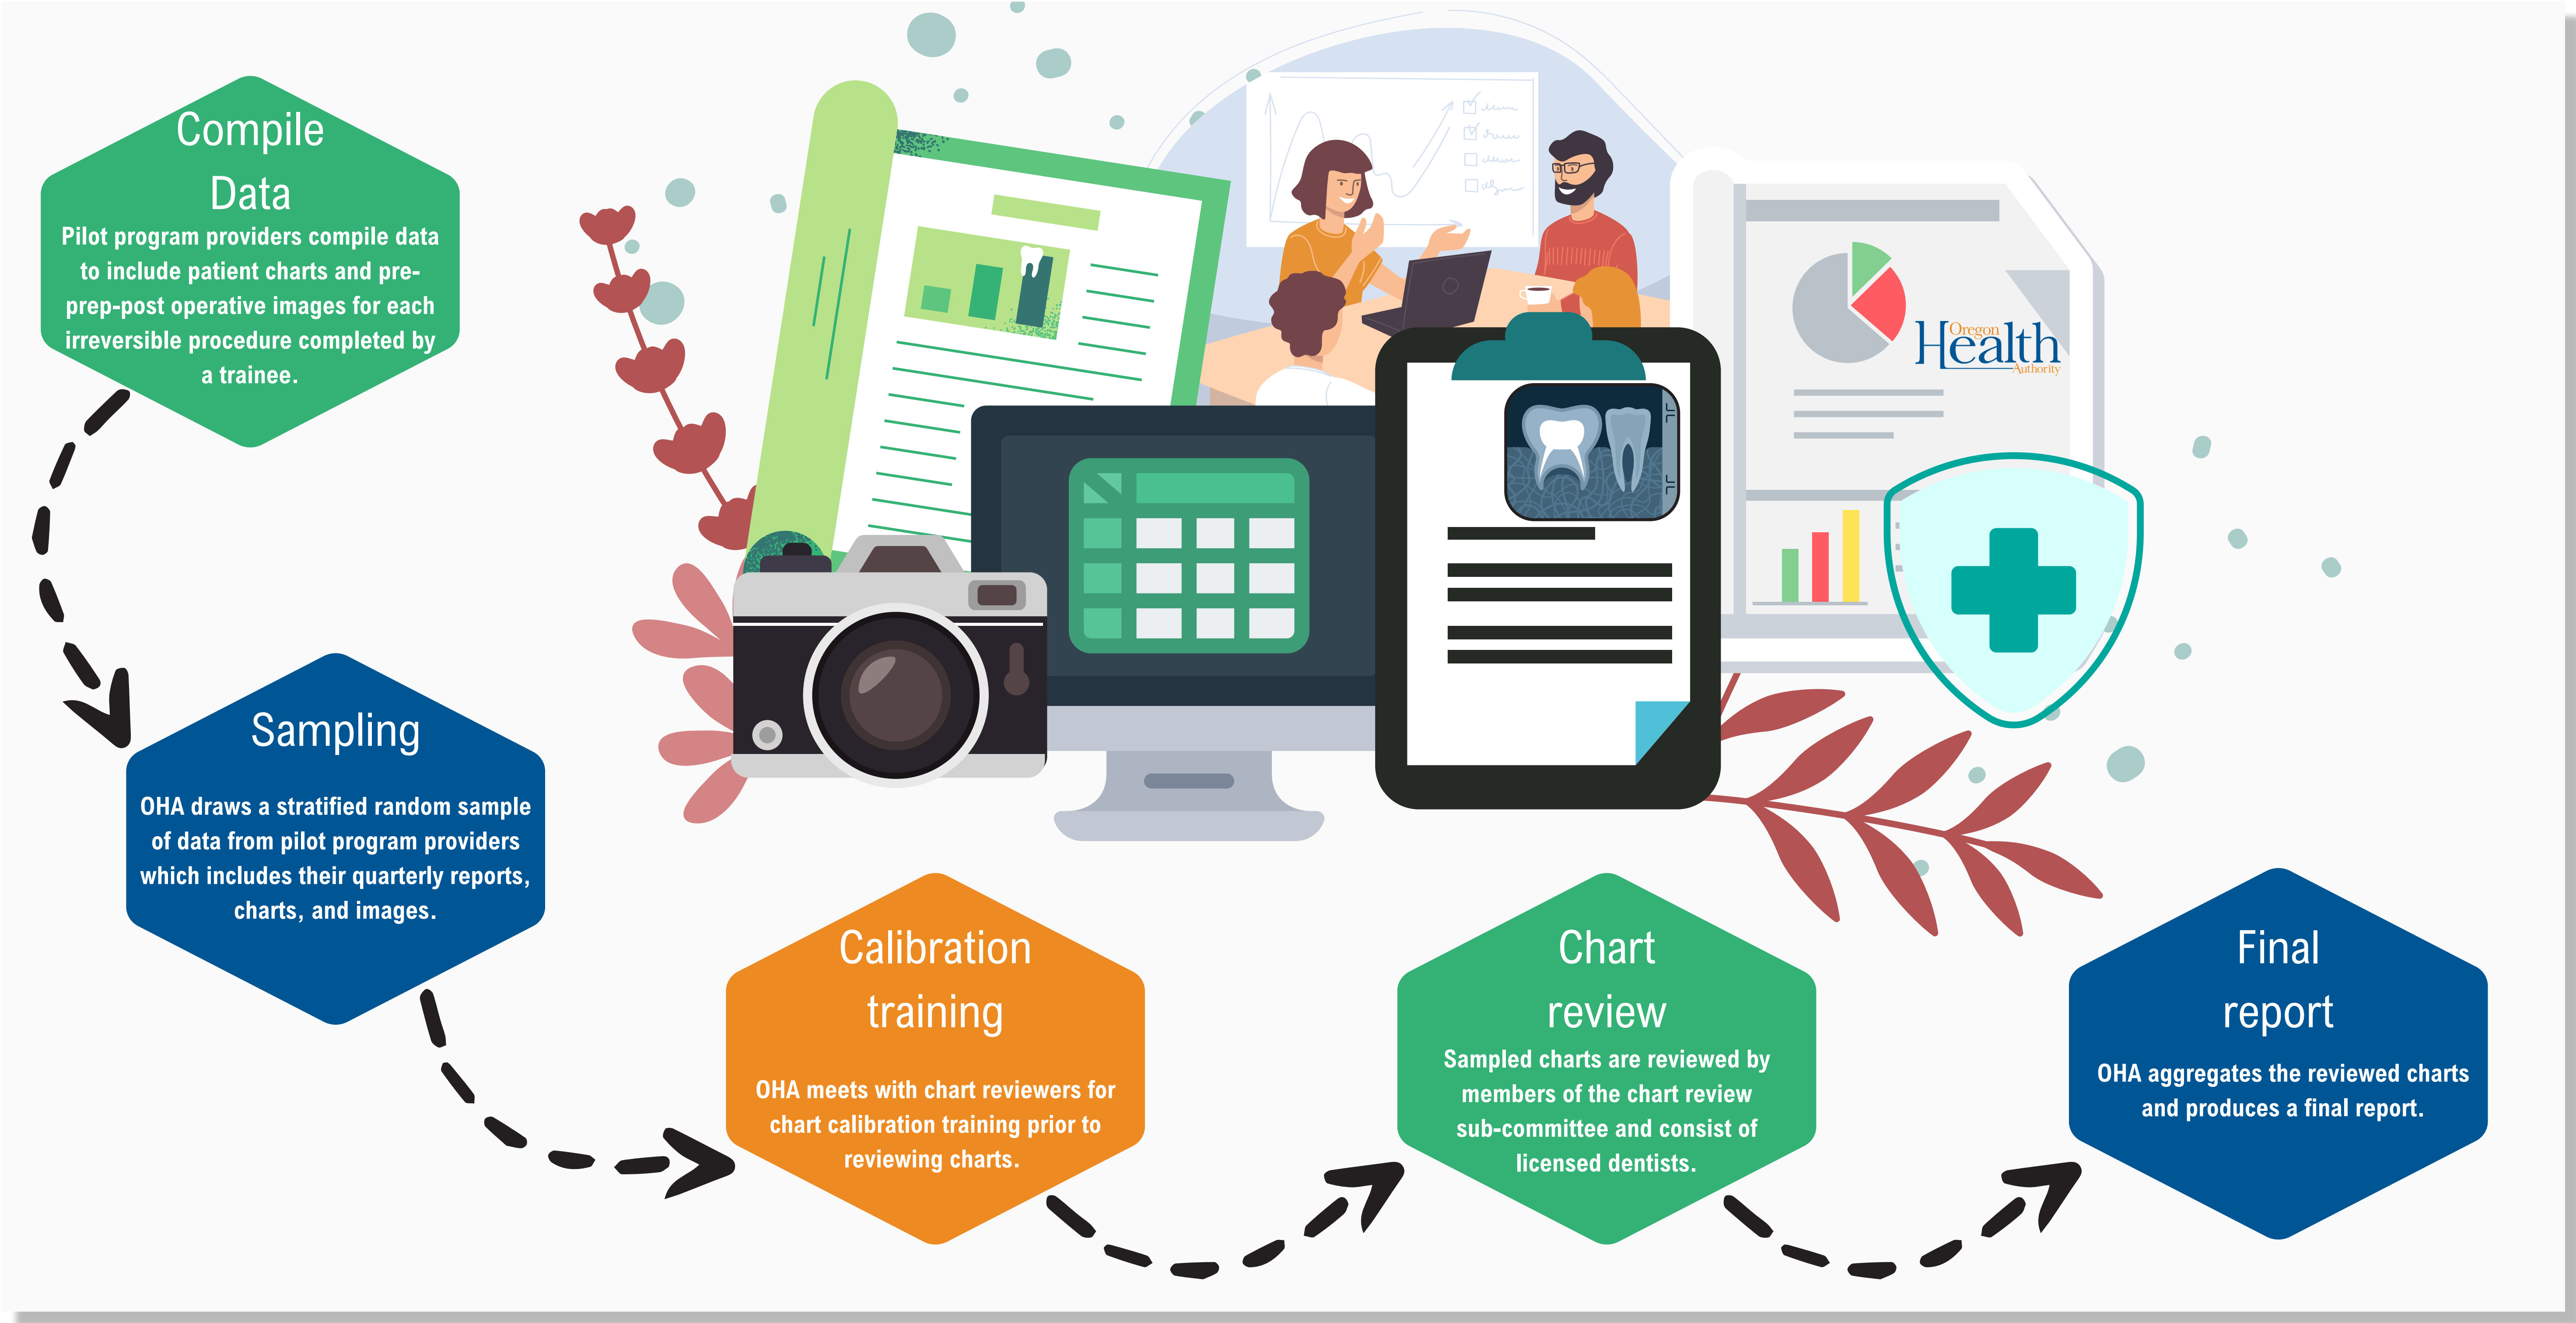 Compile
Data
Pilot program providers compile data
to include patient charts and pre-
prep-post operative images for each
irreversible procedure completed by
a trainee.
Sampling
OHA draws a stratified random sample
of data from pilot program providers
which includes their quarterly reports,
charts, and images.
Calibration
training
OHA meets with chart reviewers for
chart calibration training prior to
reviewing charts.
Chart
review
Sampled charts are reviewed by
members of the chart review
sub-committee and consist of
licensed dentists.
Final
report
OHA aggregates the reviewed charts
and produces a final report.
Oregon
Health
Authority